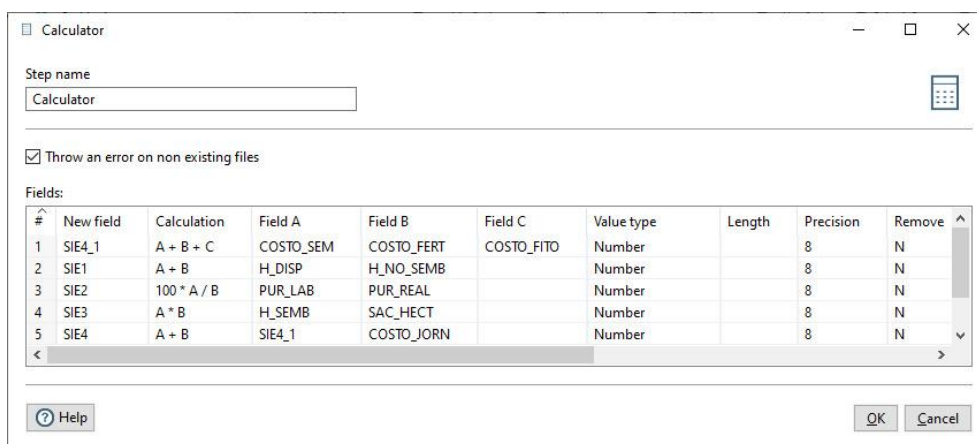 Calculator
Step name
Calculator
Throw an error on non existing files
Fields:
# New field Calculation Field A Field B Field C Value type Length Precision Remove
1 SIE4_1 A + B + C COSTO_SEM COSTO_FERT COSTO_FITO Number 8 N
2 SIE1 A + B H_DISP H_NO_SEMB Number 8 N
3 SIE2 100 * A / B PUR_LAB PUR_REAL Number 8 N
4 SIE3 A * B H_SEMB SAC_HECT Number 8 N
5 SIE4 A + B SIE4_1 COSTO_JORN Number 8 N
Help OK Cancel